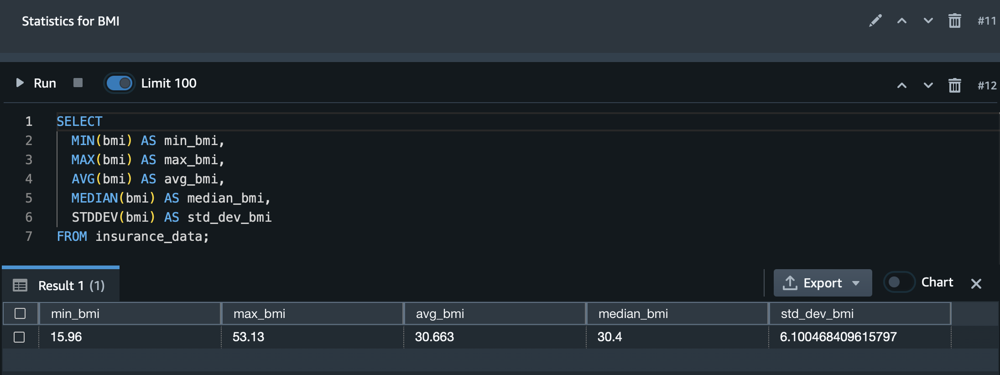 Statistics for BMI
#11
Run
Limit 100
#12
1 SELECT
2 MIN(bmi) AS min_bmi,
3 MAX(bmi) AS max_bmi,
4 AVG(bmi) AS avg_bmi,
5 MEDIAN(bmi) AS median_bmi,
6 STDDEV(bmi) AS std_dev_bmi
7 FROM insurance_data;
Result 1 (1)
Export
Chart
min_bmi max_bmi avg_bmi median_bmi std_dev_bmi
15.96 53.13 30.663 30.4 6.100468409615797